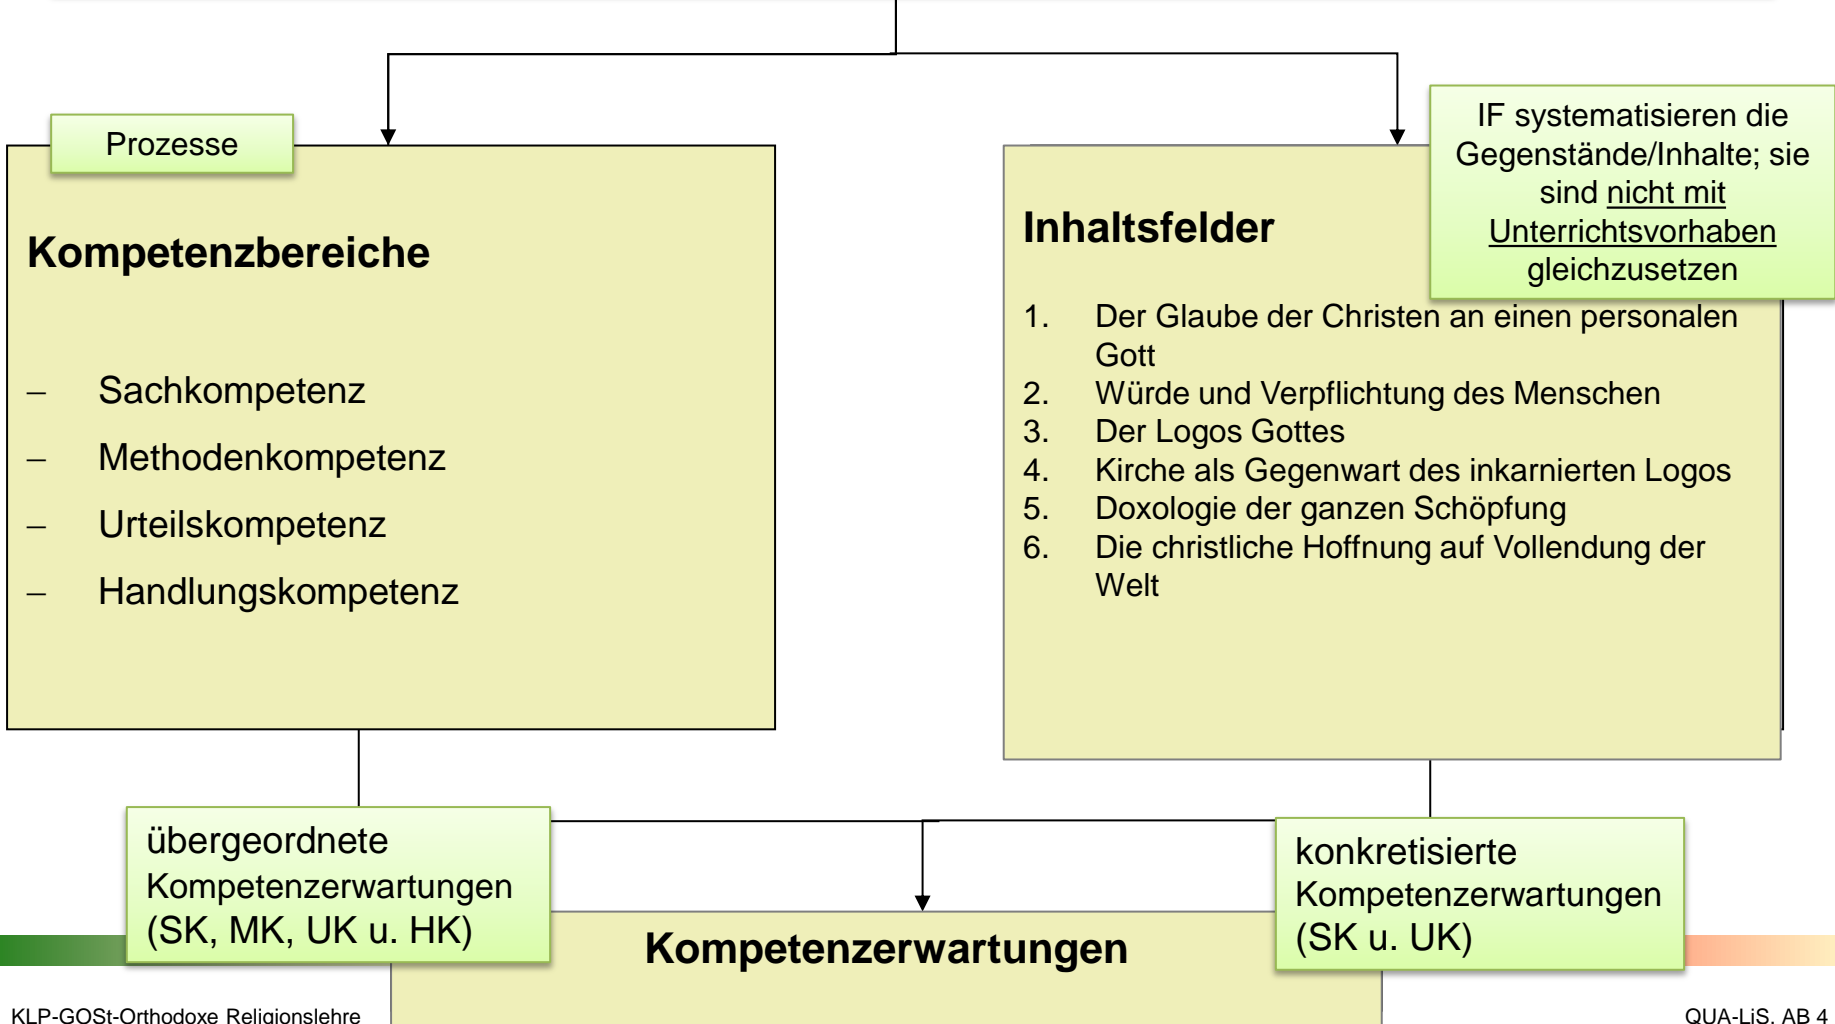 Prozesse
Kompetenzbereiche
– Sachkompetenz
– Methodenkompetenz
– Urteilskompetenz
– Handlungskompetenz
IF systematisieren die
Gegenstände/Inhalte; sie
sind nicht mit
Unterrichtsvorhaben
gleichzusetzen
Inhaltsfelder
1. Der Glaube der Christen an einen personalen
Gott
2. Würde und Verpflichtung des Menschen
3. Der Logos Gottes
4. Kirche als Gegenwart des inkarnierten Logos
5. Doxologie der ganzen Schöpfung
6. Die christliche Hoffnung auf Vollendung der
Welt
übergeordnete
Kompetenzerwartungen
(SK, MK, UK u. HK)
konkretisierte
Kompetenzerwartungen
(SK u. UK)
Kompetenzerwartungen
KLP-GOSt-Orthodoxe Religionslehre
QUA-LiS, AB 4